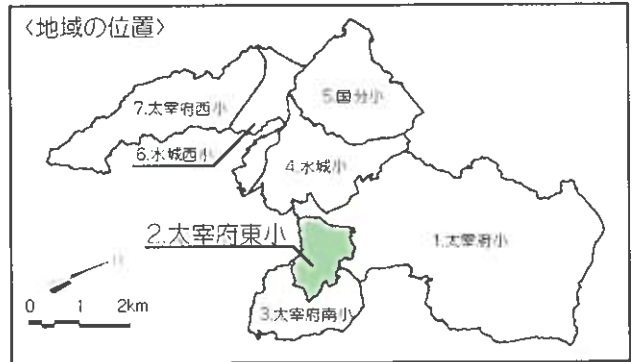 〈地域の位置〉
5.国分小
7.太宰府西小
6.水城西小
4.水城小
2.太宰府東小
1.太宰府小
3.太宰府南小
0 1 2km